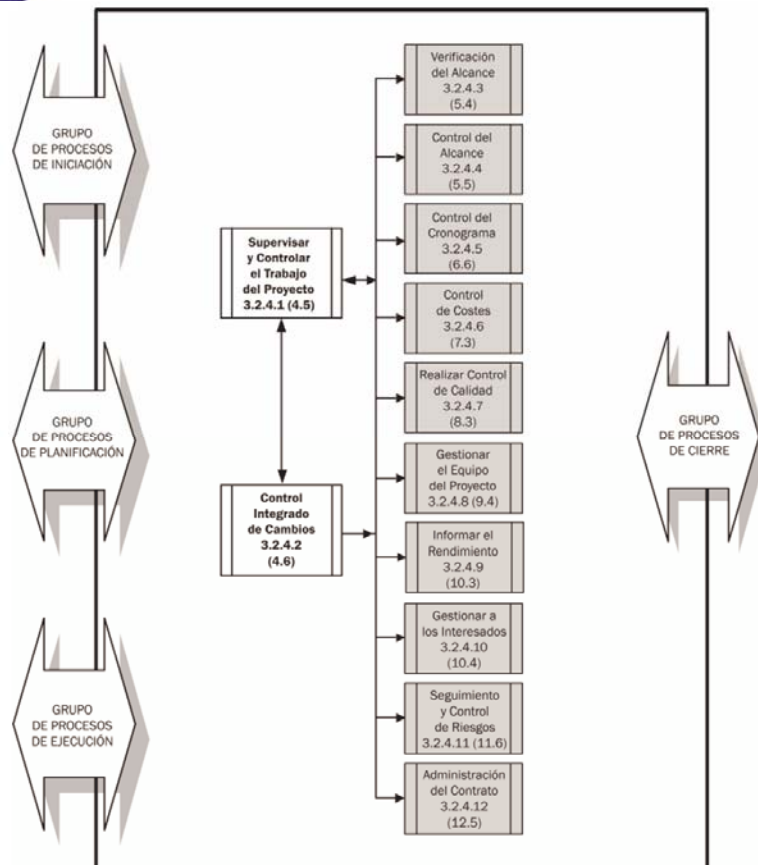 GRUPO
DE PROCESOS
DE INICIACIÓN
GRUPO
DE PROCESOS
DE PLANIFICACIÓN
GRUPO
DE PROCESOS
DE EJECUCIÓN
Supervisar
y Controlar
el Trabajo
del Proyecto
3.2.4.1 (4.5)
Control
Integrado
de Cambios
3.2.4.2
(4.6)
Verificación
del Alcance
3.2.4.3
(5.4)
Control del
Alcance
3.2.4.4
(5.5)
Control del
Cronograma
3.2.4.5
(6.6)
Control
de Costes
3.2.4.6
(7.3)
Realizar Control
de Calidad
3.2.4.7
(8.3)
Gestionar
el Equipo
del Proyecto
3.2.4.8 (9.4)
Informar el
Rendimiento
3.2.4.9
(10.3)
Gestionar a
los Interesados
3.2.4.10
(10.4)
Seguimiento
y Control
de Riesgos
3.2.4.11 (11.6)
Administración
del Contrato
3.2.4.12
(12.5)
GRUPO
DE PROCESOS
DE CIERRE